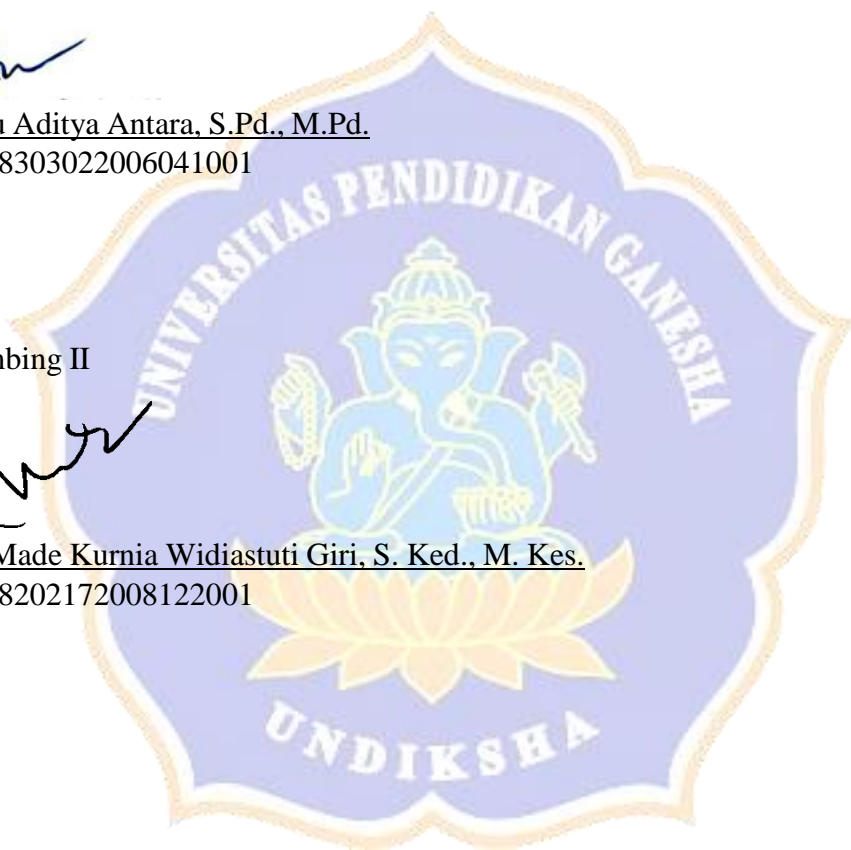 u Aditya Antara, S.Pd., M.Pd.
8303022006041001
UNIVERSITAS PENDIDIKAN GANESHA
nbing II
Made Kurnia Widiastuti Giri, S. Ked., M. Kes.
8202172008122001
UNDIKSHA